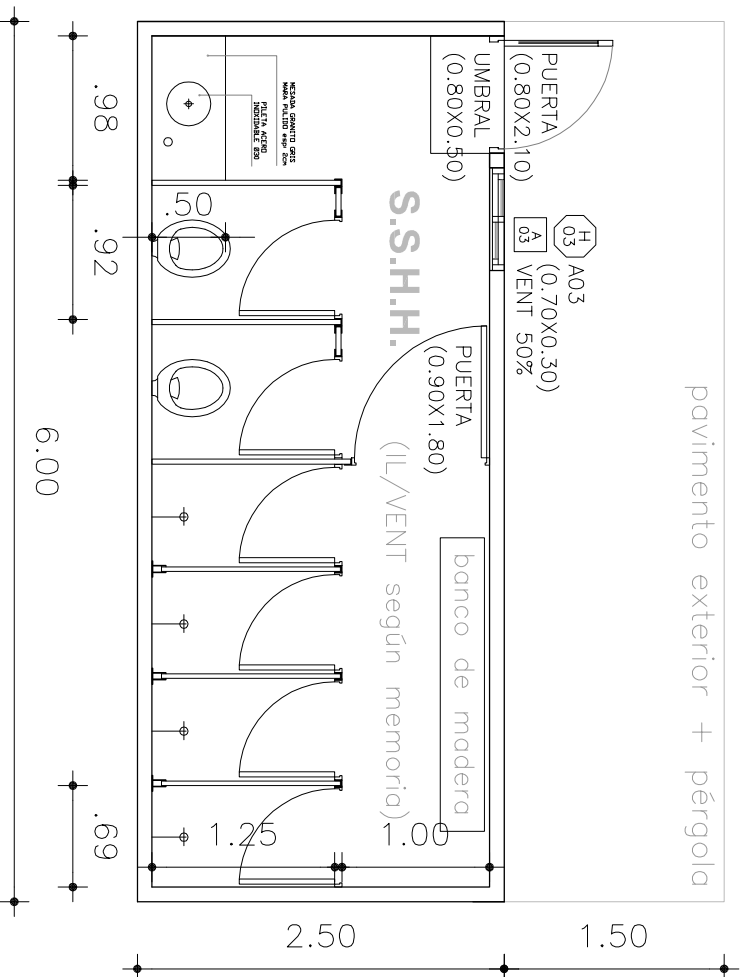 PUERTA
(0.80X2.10)
UMBRAL
(0.80X0.50)
MESADA GRANITO GRIS
MARA PULIDO esp: 2cm
PILETA ACERO
INOXIDABLE Ø30
H
03
A
03
A03
(0.70X0.30)
VENT 50%
S.S.H.H.
(IL/VENT según memoria)
PUERTA
(0.90X1.80)
banco de madera
pavimento exterior + pérgola
.98
.92
.50
6.00
.69
1.25
1.00
2.50
1.50